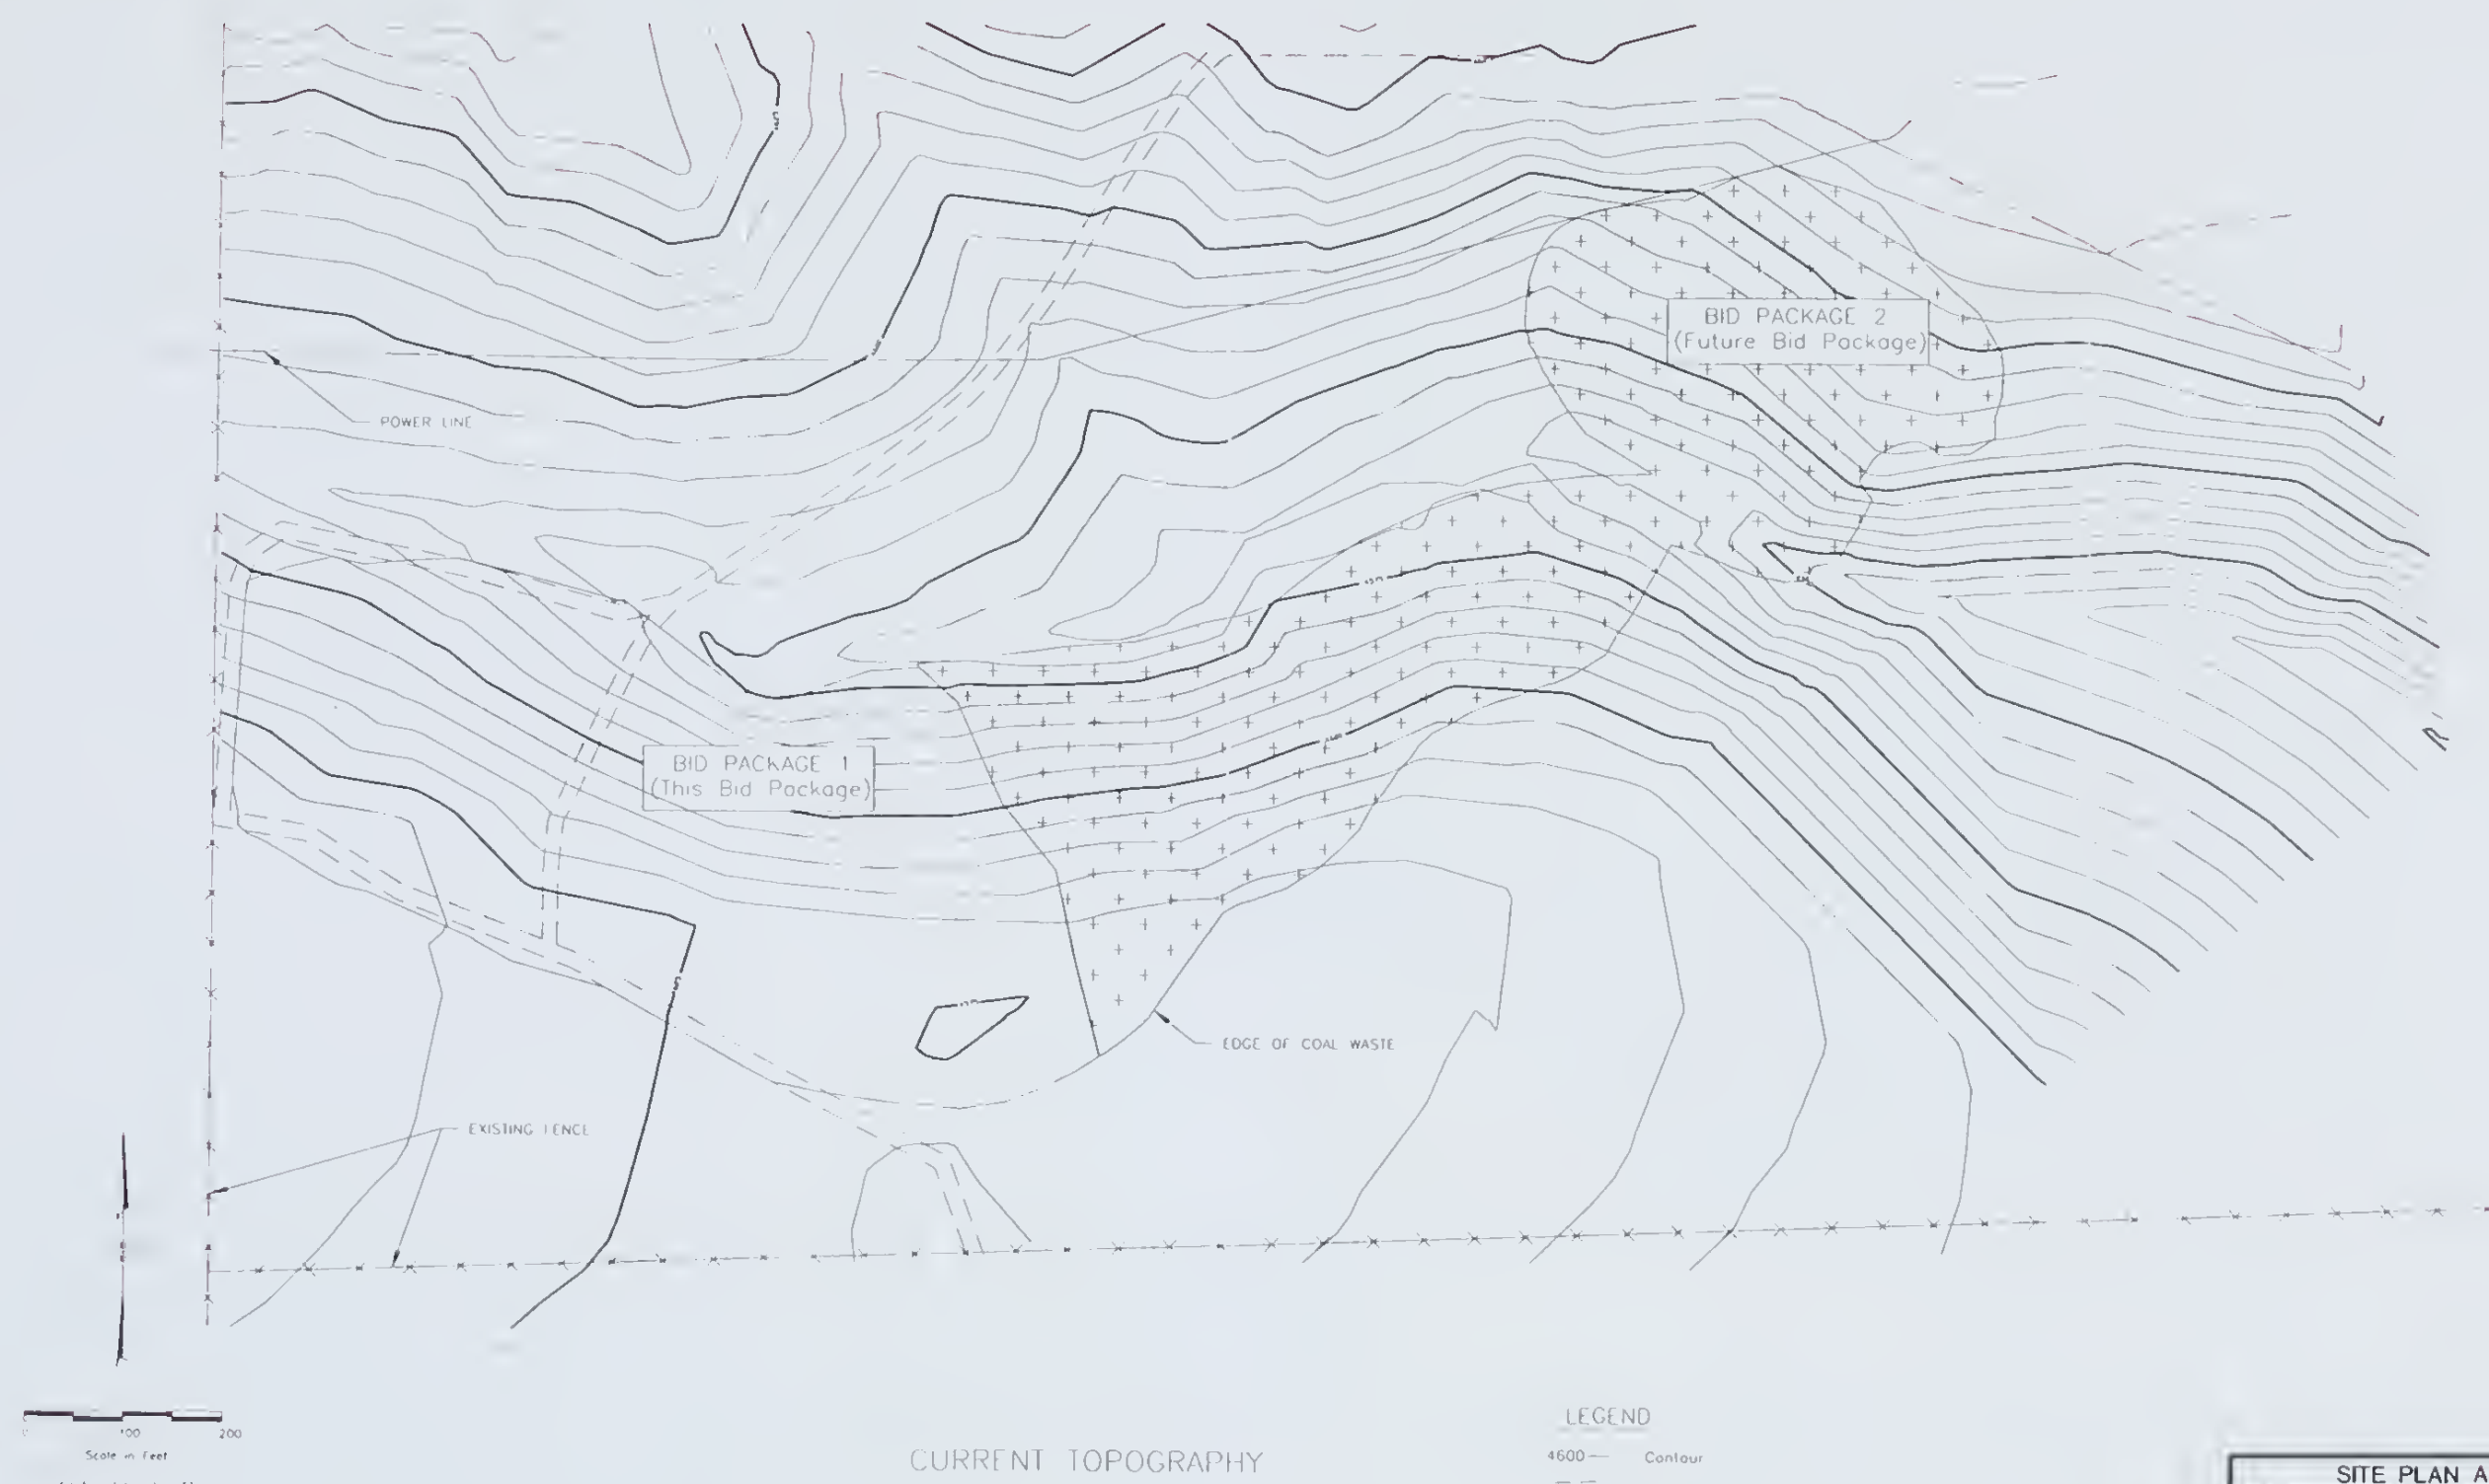 BID PACKAGE 2
(Future Bid Package)
POWER LINE
BID PACKAGE 1
(This Bid Package)
EDGE OF COAL WASTE
EXISTING FENCE
100
200
Scale in Feet
LEGEND
CURRENT TOPOGRAPHY
4600
Contour
SITE PLAN A